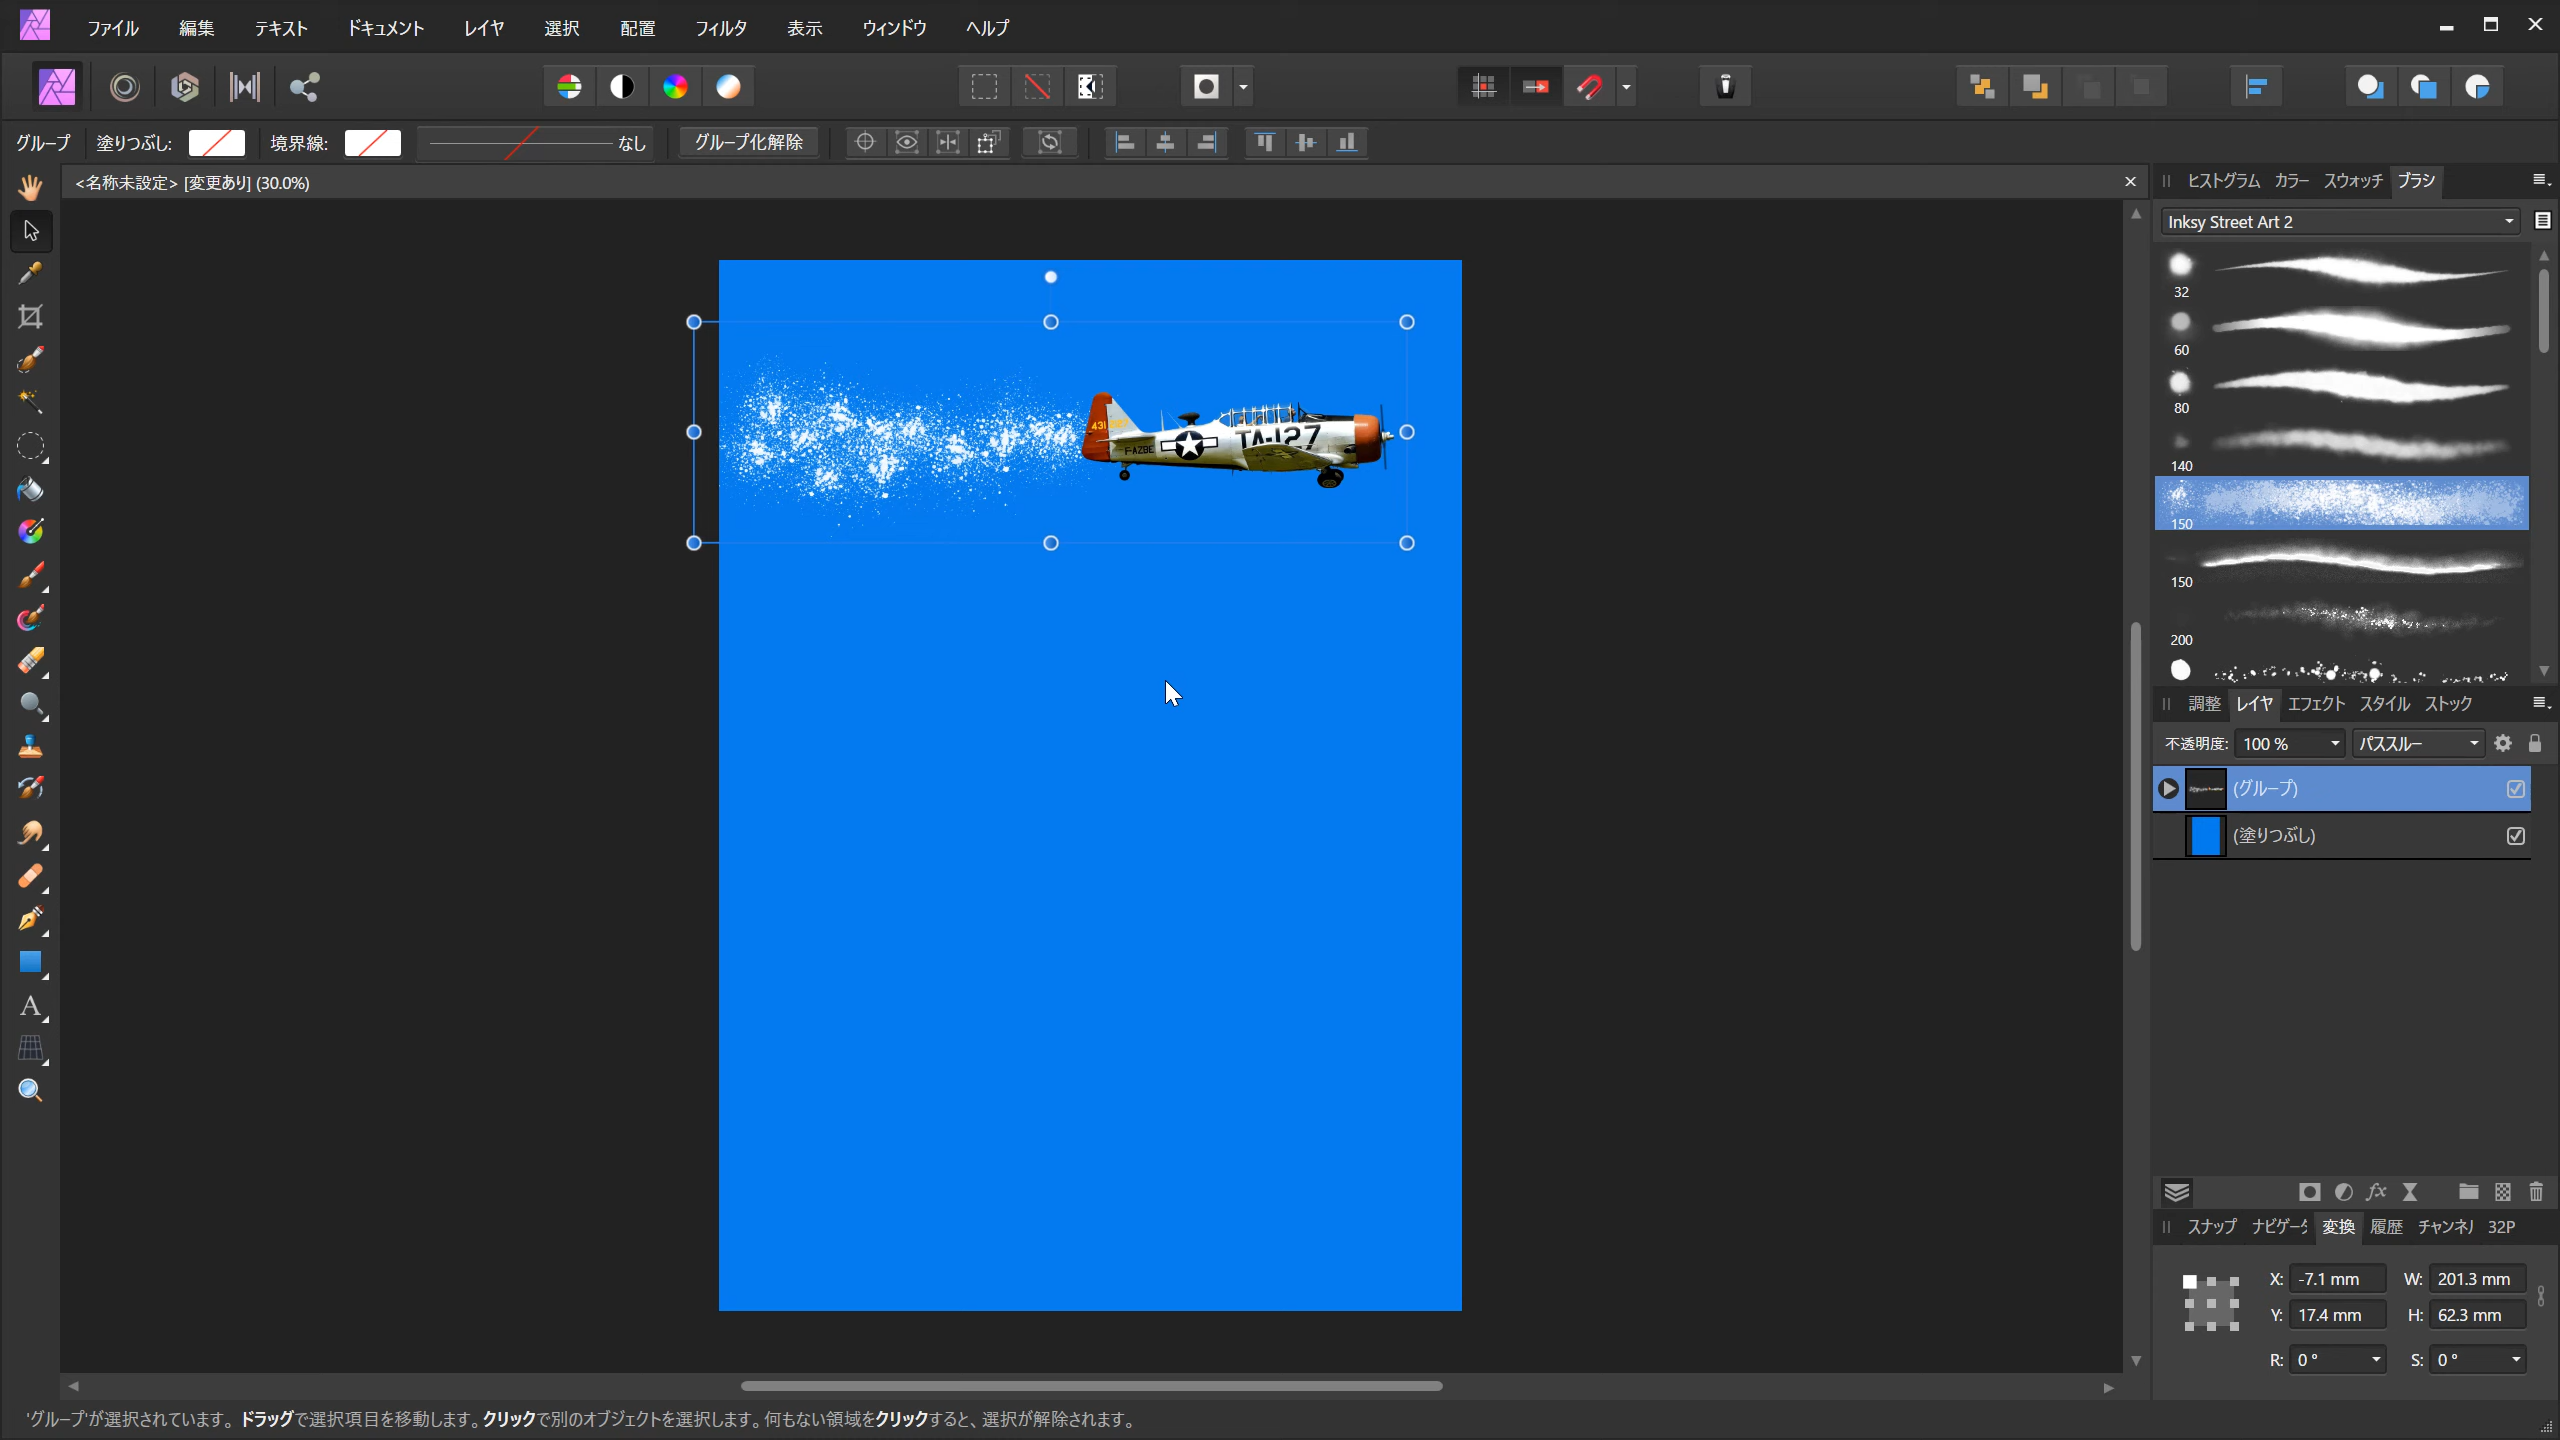 ファイル 編集 テキスト ドキュメント レイヤ 選択 配置 フィルタ 表示 ウィンドウ ヘルプ
グループ 塗りつぶし: 境界線: なし グループ化解除
<名称未設定> [変更あり] (30.0%)
ヒストグラム カラー スウォッチ ブラシ
Inksy Street Art 2
32
60
80
140
150
150
200
TA-127
F-AZBE
調整 レイヤ エフェクト スタイル ストック
不透明度: 100 % パススルー
(グループ)
(塗りつぶし)
fx
スナップ ナビゲータ 変換 履歴 チャンネル 32P
X: -7.1 mm W: 201.3 mm
Y: 17.4 mm H: 62.3 mm
R: 0 ° S: 0 °
'グループ'が選択されています。ドラッグで選択項目を移動します。クリックで別のオブジェクトを選択します。何もない領域をクリックすると、選択が解除されます。